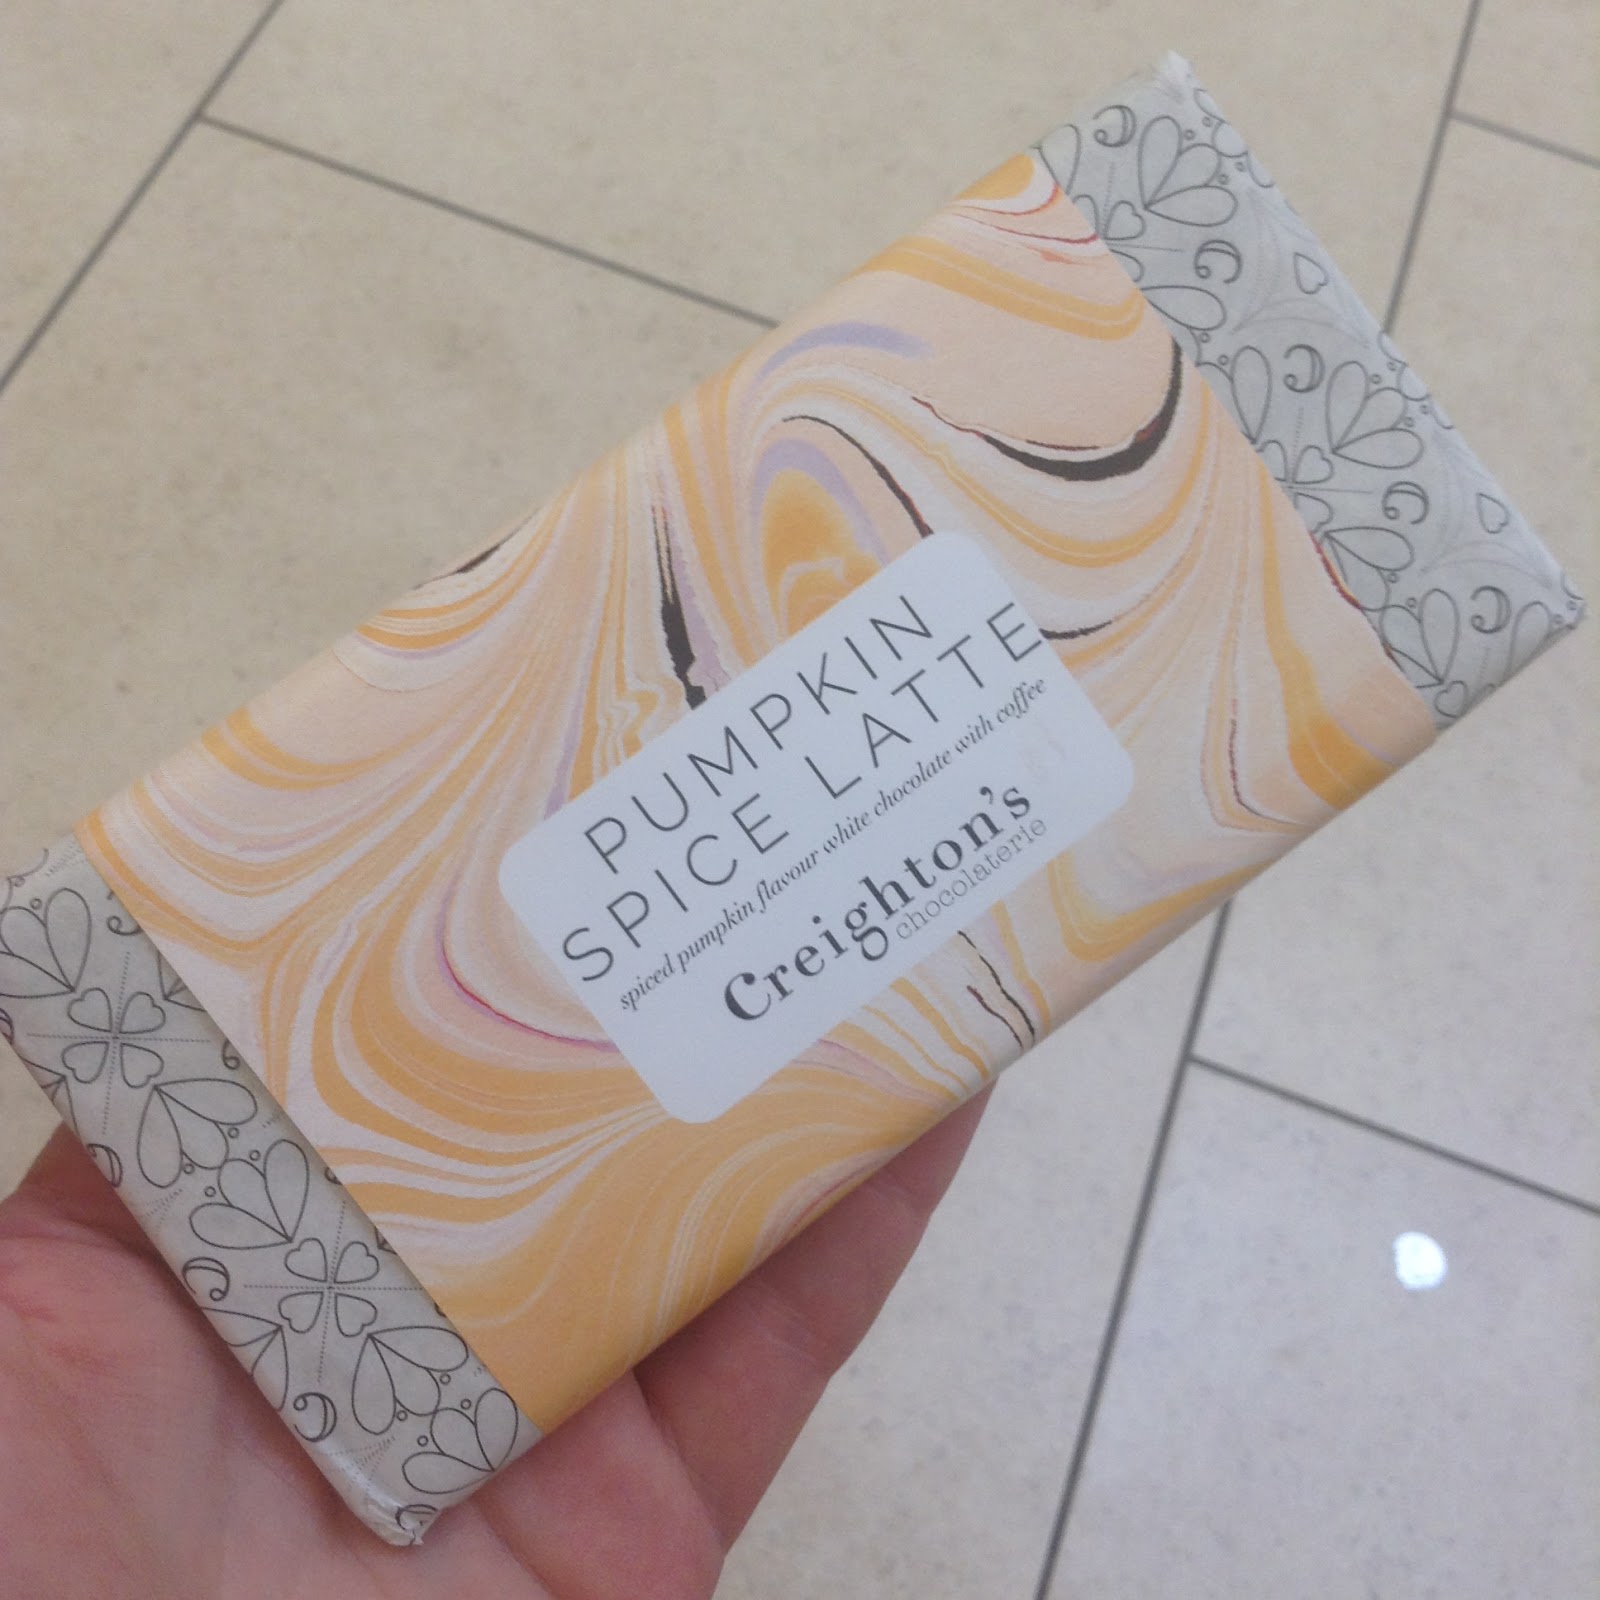 PUMPKIN
SPICE LATTE
spiced pumpkin flavour white chocolate with coffee
Creighton's
chocolaterie